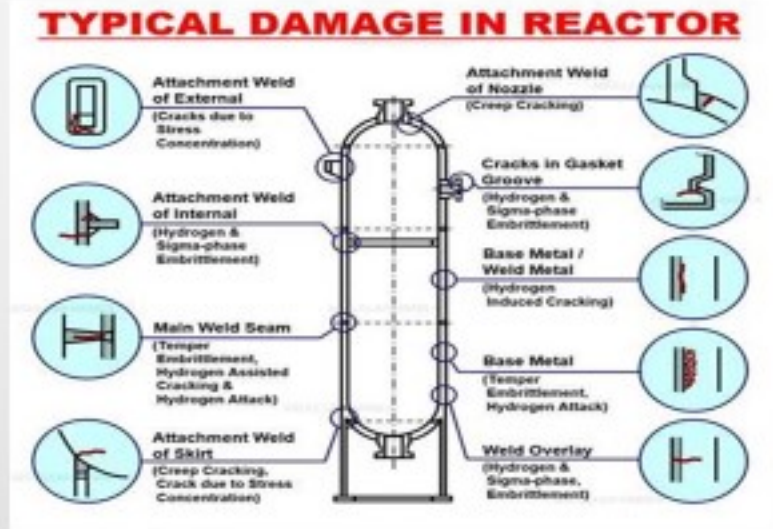 TYPICAL DAMAGE IN REACTOR
Attachment Weld
of External
(Cracks due to
Stress
Concentration)
Attachment Weld
of Internal
(Hydrogen &
Sigma-phase
Embrittlement)
Main Weld Seam
(Temper
Embrittlement,
Hydrogen Assisted
Cracking &
Hydrogen Attack)
Attachment Weld
of Skirt
(Creep Cracking,
Crack due to Stress
Concentration)
Attachment Weld
of Nozzle
(Creep Cracking)
Cracks in Gasket
Groove
(Hydrogen &
Sigma-phase
Embrittlement)
Base Metal /
Weld Metal
(Hydrogen
Induced Cracking)
Base Metal
(Temper
Embrittlement,
Hydrogen Attack)
Weld Overlay
(Hydrogen &
Sigma-phase,
Embrittlement)